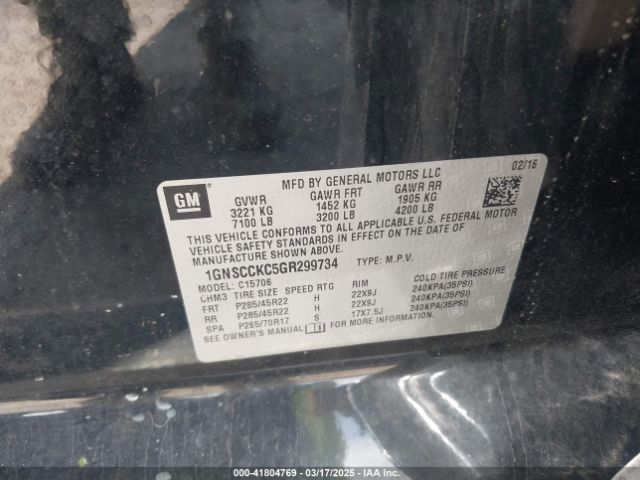 MFD BY GENERAL MOTORS LLC 02/16
GM
GVWR GAWR FRT GAWR RR
3221 KG 1452 KG 1905 KG
7100 LB 3200 LB 4200 LB
THIS VEHICLE CONFORMS TO ALL APPLICABLE U.S. FEDERAL MOTOR
VEHICLE SAFETY STANDARDS IN EFFECT ON THE DATE OF
MANUFACTURE SHOWN ABOVE.
1GNSCCKC5GR299734 TYPE: M.P.V.
MODEL: C15706
CHM3 TIRE SIZE SPEED RTG RIM COLD TIRE PRESSURE
FRT P285/45R22 H 22X9J 240KPA(35PSI)
RR P285/45R22 H 22X9J 240KPA(35PSI)
SPA P265/70R17 S 17X7.5J 240KPA(35PSI)
SEE OWNER'S MANUAL FOR MORE INFORMATION.
000-41804769 - 03/17/2025 - IAA Inc.